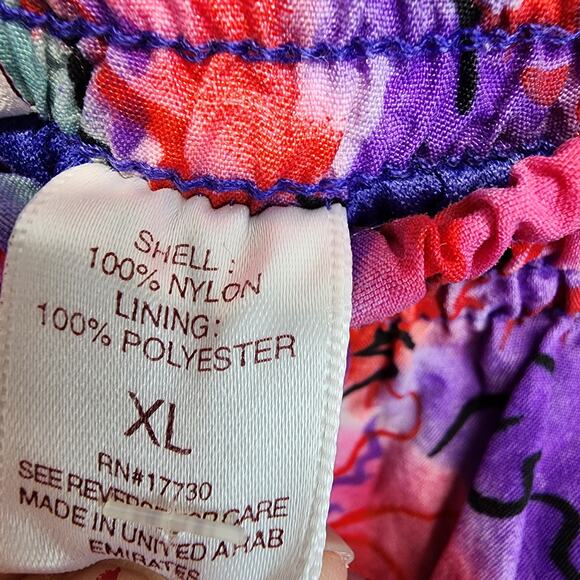 SHELL:
100% NYLON
LINING:
100% POLYESTER
XL
RN#17730
SEE REVERSE FOR CARE
MADE IN UNITED ARAB
EMIRATES